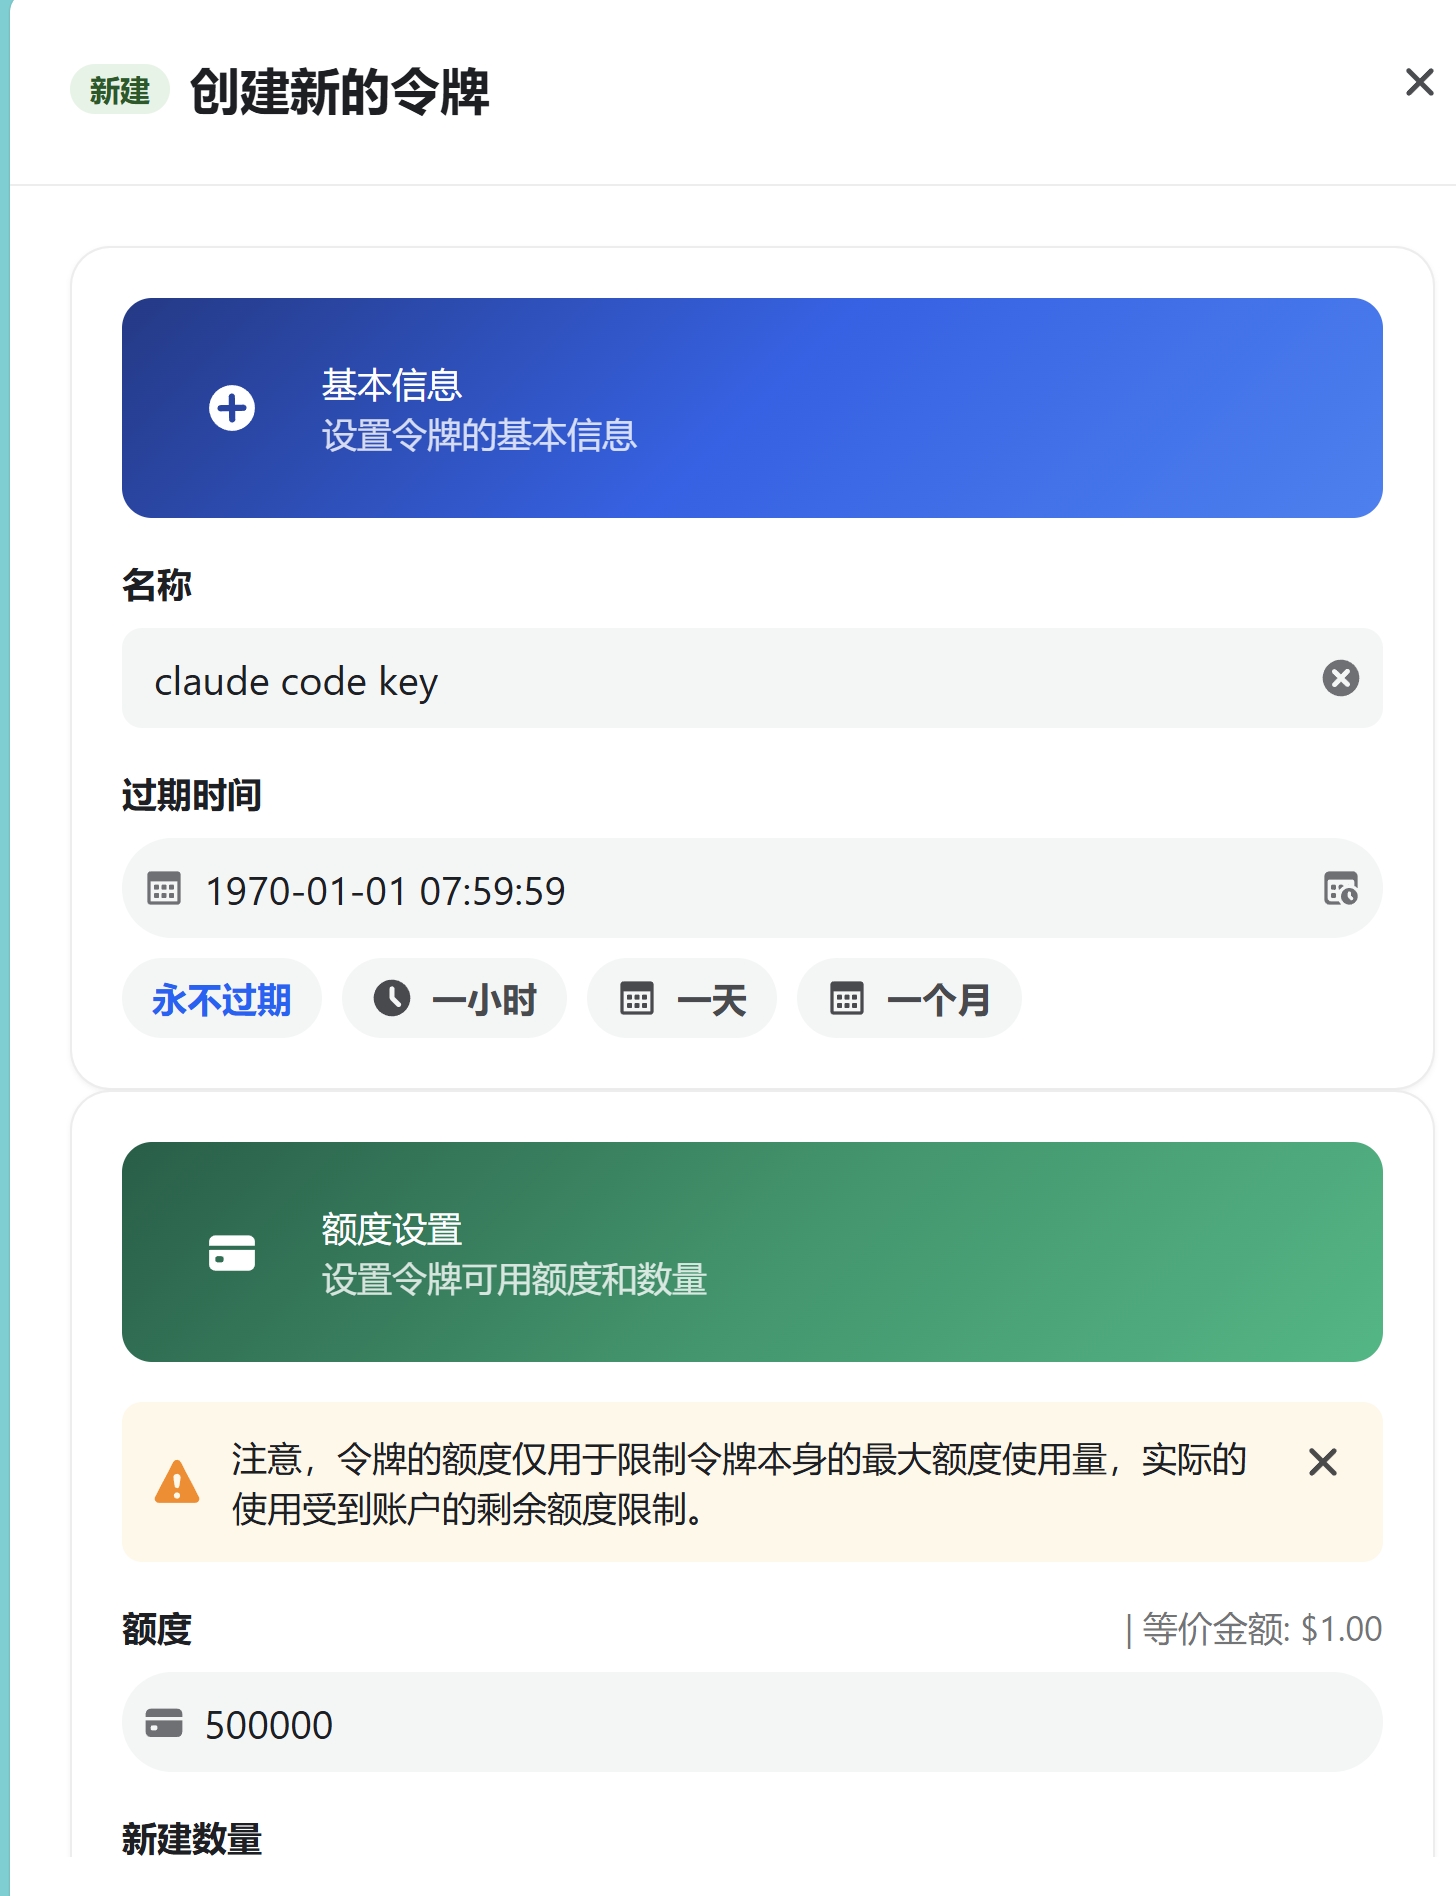 新建 创建新的令牌
基本信息
设置令牌的基本信息
名称
claude code key
过期时间
1970-01-01 07:59:59
永不过期 一小时 一天 一个月
额度设置
设置令牌可用额度和数量
注意，令牌的额度仅用于限制令牌本身的最大额度使用量，实际的
使用受到账户的剩余额度限制。
额度 | 等价金额: $1.00
500000
新建数量